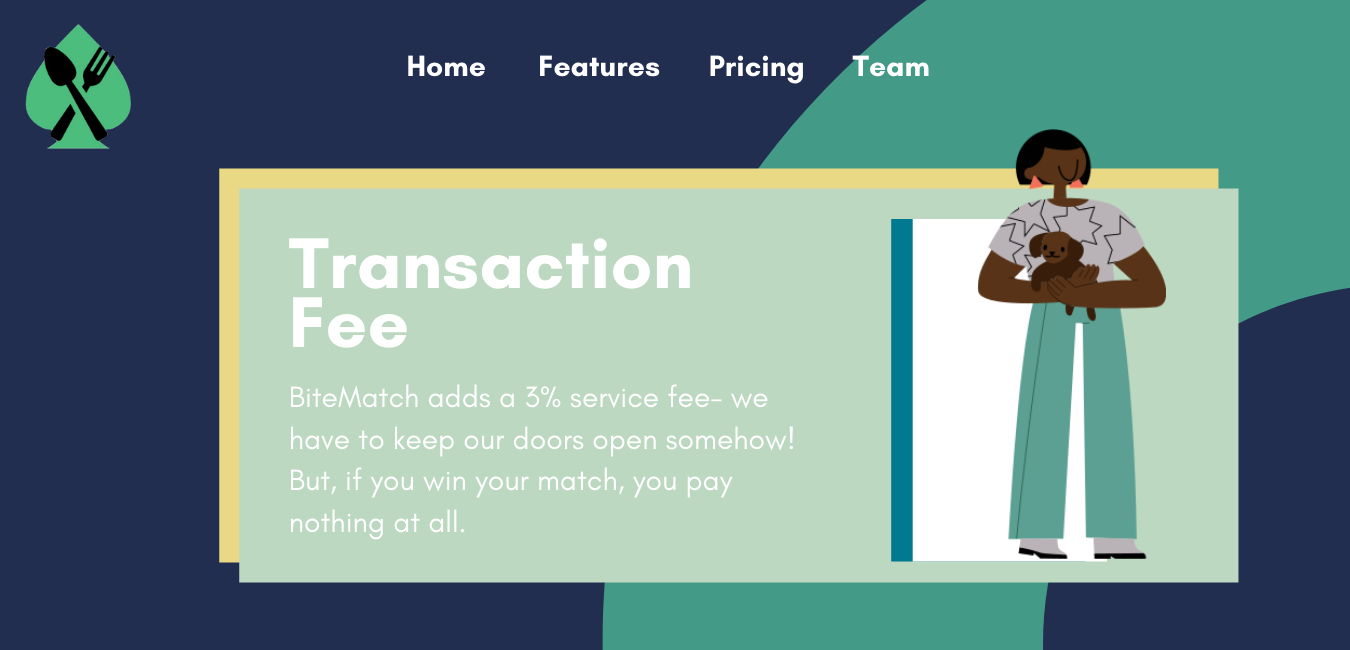 Home Features Pricing Team
Transaction
Fee
BiteMatch adds a 3% service fee- we
have to keep our doors open somehow!
But, if you win your match, you pay
nothing at all.